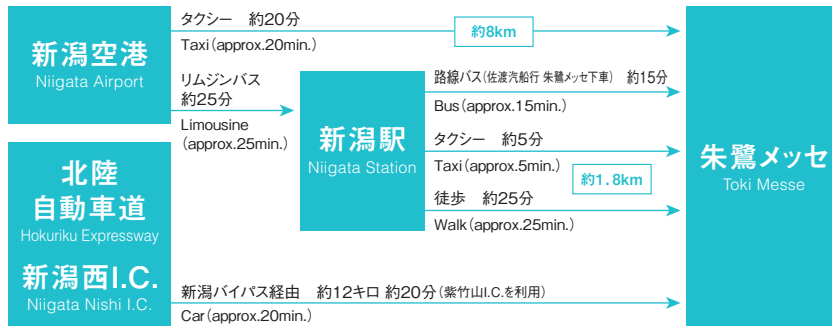 新潟空港
Niigata Airport
タクシー 約20分
Taxi(approx.20min.)
約8km
リムジンバス
約25分
Limousine
(approx.25min.)
新潟駅
Niigata Station
路線バス(佐渡汽船行 朱鷺メッセ下車) 約15分
Bus(approx.15min.)
タクシー 約5分
Taxi(approx.5min.)
約1.8km
徒歩 約25分
Walk(approx.25min.)
北陸
自動車道
Hokuriku Expressway
新潟西I.C.
Niigata Nishi I.C.
新潟バイパス経由 約12キロ 約20分(紫竹山I.C.を利用)
Car(approx.20min.)
朱鷺メッセ
Toki Messe